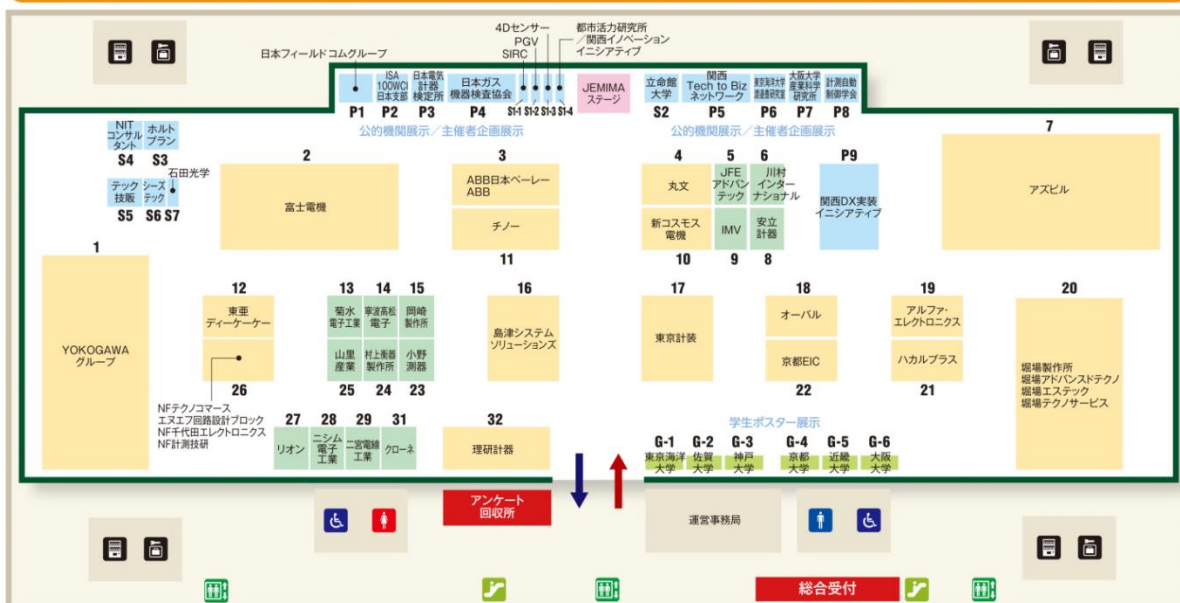 4Dセンサー
PGV
SIRC
都市活力研究所
／関西イノベーション
イニシアティブ
日本フィールドコムグループ
ISA
100WCI
日本支部
日本電気
計器
検定所
日本ガス
機器検査協会
JEMIMA
ステージ
立命館
大学
関西
Tech to Biz
ネットワーク
東京海洋大学
大阪大学
産業科学
研究所
計測自動
制御学会
P1
P2
P3
P4
S1-1
S1-2
S1-3
S1-4
S2
P5
P6
P7
P8
公的機関展示／主催者企画展示
公的機関展示／主催者企画展示
NIT
コンサル
タント
ホルト
プラン
S4
S3
石田光学
テック
技販
シーズ
テック
S5
S6
S7
2
富士電機
3
ABB日本ベーレー
ABB
チノー
11
4
丸文
新コスモス
電機
10
5
JFE
アドバン
テック
IMV
9
6
川村
インター
ナショナル
安立
計器
8
P9
関西DX実装
イニシアティブ
7
アズビル
1
YOKOGAWA
グループ
12
東亜
ディーケーケー
26
NFテクノコマース
エヌエフ回路設計ブロック
NF千代田エレクトロニクス
NF計測技研
13
菊水
電子工業
山里
産業
25
14
寧波高松
電子
村上衡器
製作所
24
15
岡崎
製作所
小野
測器
23
16
島津システム
ソリューションズ
17
東京計装
18
オーバル
京都EIC
22
19
アルファ・
エレクトロニクス
ハカルプラス
21
20
堀場製作所
堀場アドバンスドテクノ
堀場エステック
堀場テクノサービス
27
リオン
28
ニシム
電子
工業
29
二宮電線
工業
31
クローネ
32
理研計器
学生ポスター展示
G-1
東京海洋
大学
G-2
佐賀
大学
G-3
神戸
大学
G-4
京都
大学
G-5
近畿
大学
G-6
大阪
大学
アンケート
回収所
運営事務局
総合受付